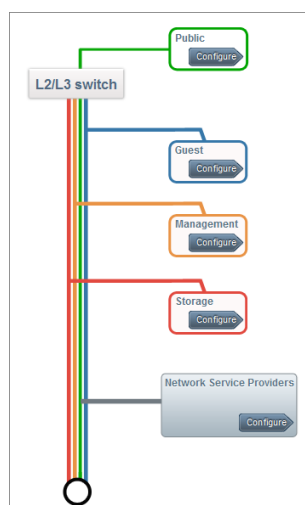 Public
Configure
L2/L3 switch
Guest
Configure
Management
Configure
Storage
Configure
Network Service Providers
Configure